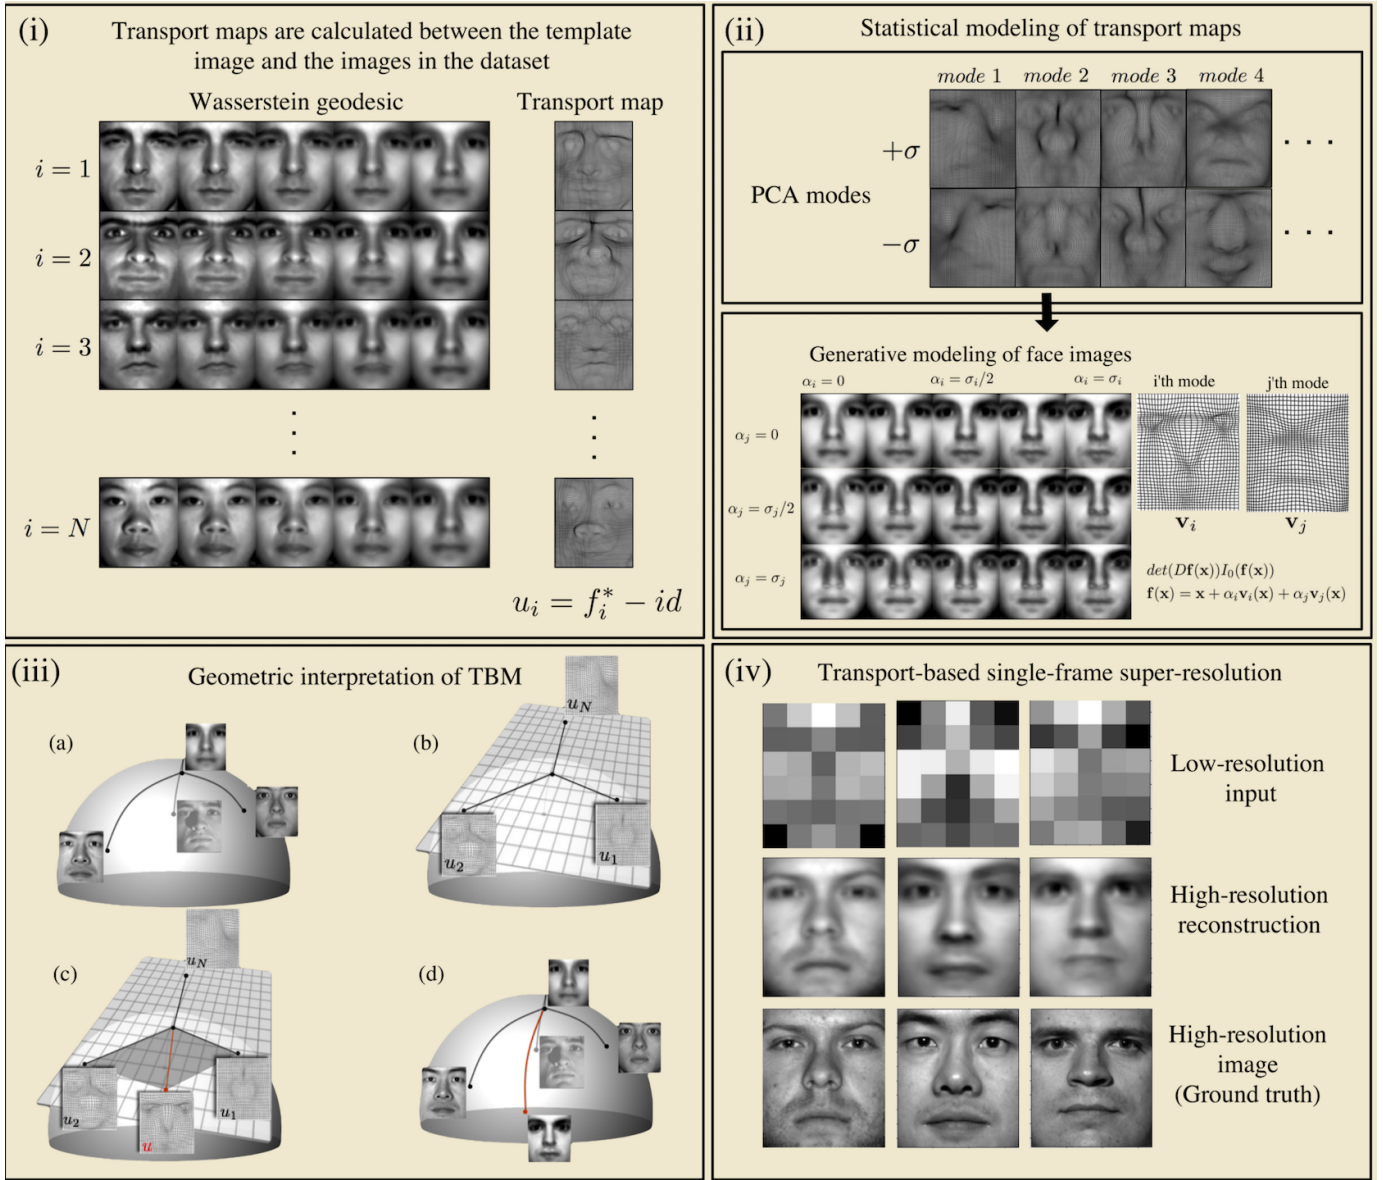 (i)
Transport maps are calculated between the template
image and the images in the dataset
Wasserstein geodesic
Transport map
i = 1
i = 2
i = 3
i = N
u_i = f_i^* − id
(ii)
Statistical modeling of transport maps
mode 1 mode 2 mode 3 mode 4
+σ
PCA modes
−σ
Generative modeling of face images
α_i = 0 α_i = σ_i/2 α_i = σ_i
i'th mode j'th mode
α_j = 0
α_j = σ_j/2
α_j = σ_j
v_i v_j
det(Df(x))I_0(f(x))
f(x) = x + α_i v_i(x) + α_j v_j(x)
(iii)
Geometric interpretation of TBM
(a)
(b)
u_N
u_2
u_1
(c)
u_N
u_2
u_1
u
(d)
(iv)
Transport-based single-frame super-resolution
Low-resolution
input
High-resolution
reconstruction
High-resolution
image
(Ground truth)